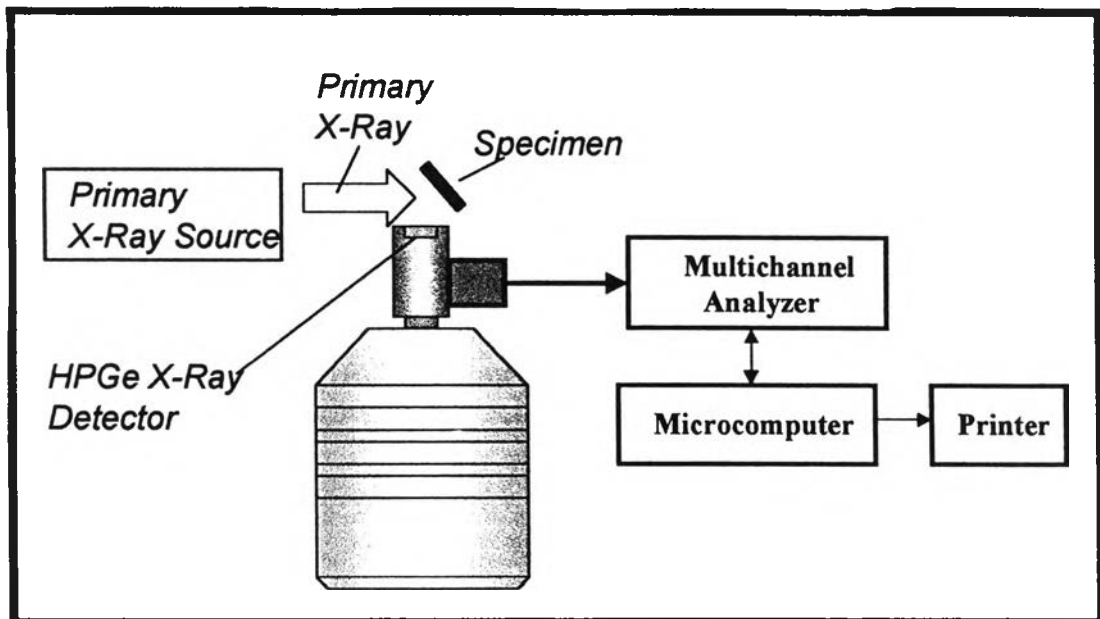 Primary
X-Ray
Specimen
Primary
X-Ray Source
HPGe X-Ray
Detector
Multichannel
Analyzer
Microcomputer
Printer